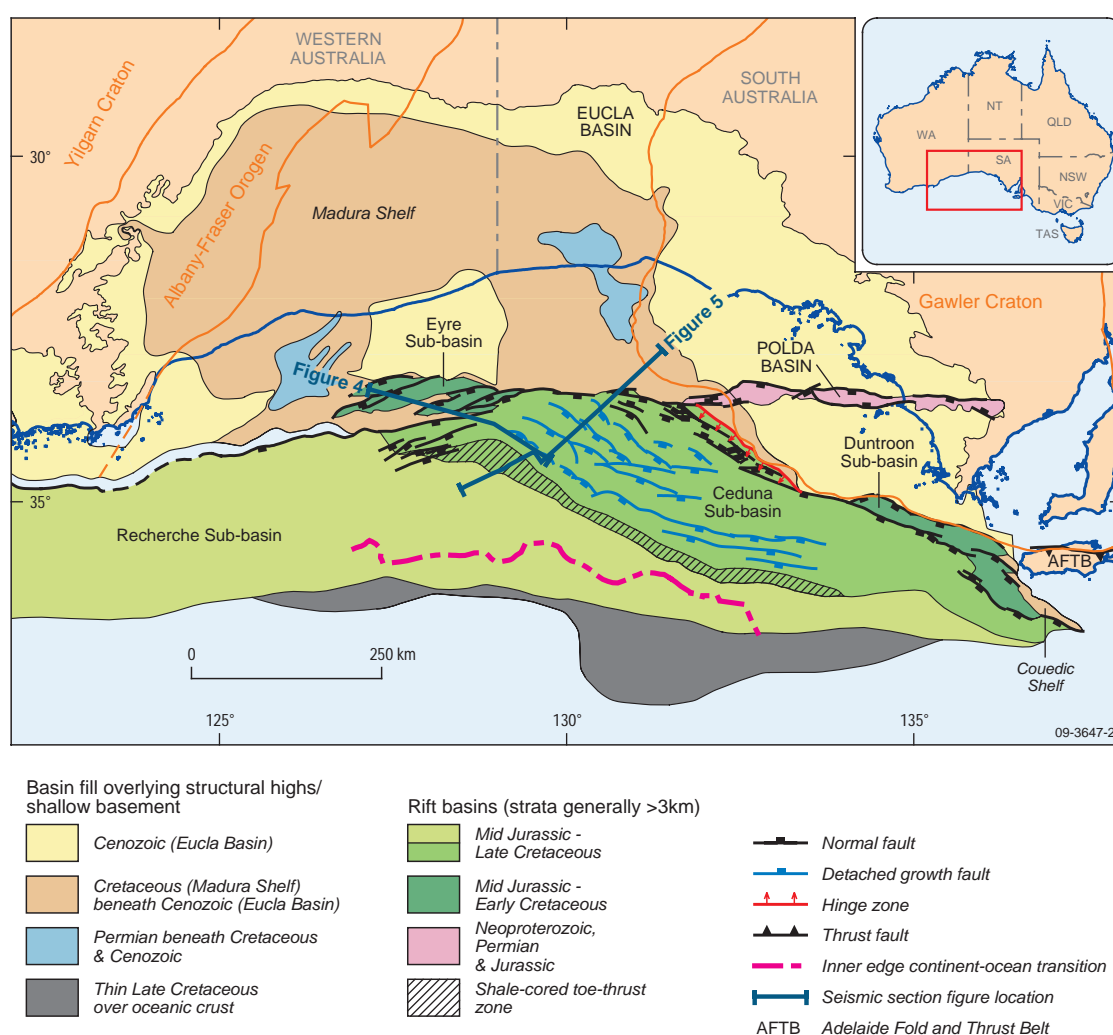 WESTERN
AUSTRALIA
SOUTH
AUSTRALIA
EUCLA
BASIN
Yilgarn Craton
Albany-Fraser Orogen
Madura Shelf
30°
Eyre
Sub-basin
Figure 4
Figure 5
Gawler Craton
POLDA
BASIN
Duntroon
Sub-basin
Ceduna
Sub-basin
35°
Recherche Sub-basin
AFTB
Couedic
Shelf
0
250 km
125°
130°
135°
09-3647-2
WA
NT
QLD
SA
NSW
VIC
TAS
Basin fill overlying structural highs/
shallow basement
Cenozoic (Eucla Basin)
Cretaceous (Madura Shelf)
beneath Cenozoic (Eucla Basin)
Permian beneath Cretaceous
& Cenozoic
Thin Late Cretaceous
over oceanic crust
Rift basins (strata generally >3km)
Mid Jurassic -
Late Cretaceous
Mid Jurassic -
Early Cretaceous
Neoproterozoic,
Permian
& Jurassic
Shale-cored toe-thrust
zone
Normal fault
Detached growth fault
Hinge zone
Thrust fault
Inner edge continent-ocean transition
Seismic section figure location
AFTB Adelaide Fold and Thrust Belt